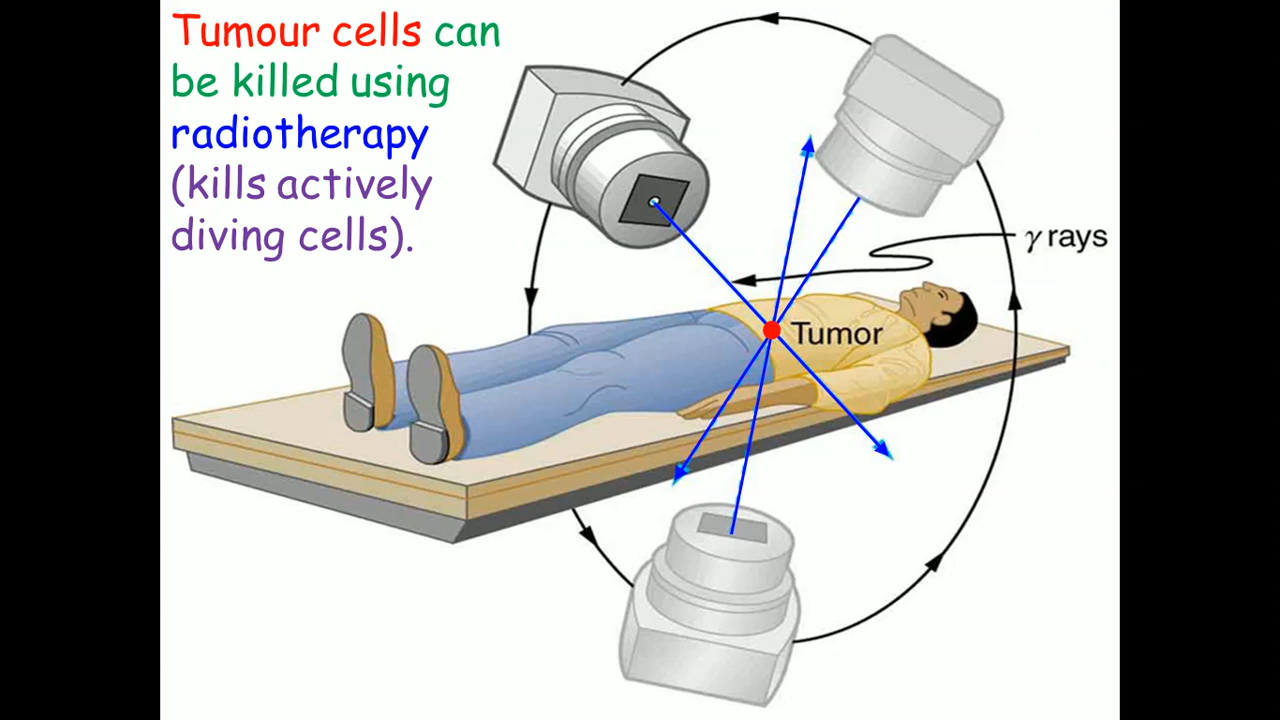 Tumour cells can
be killed using
radiotherapy
(kills actively
diving cells).
γ rays
Tumor